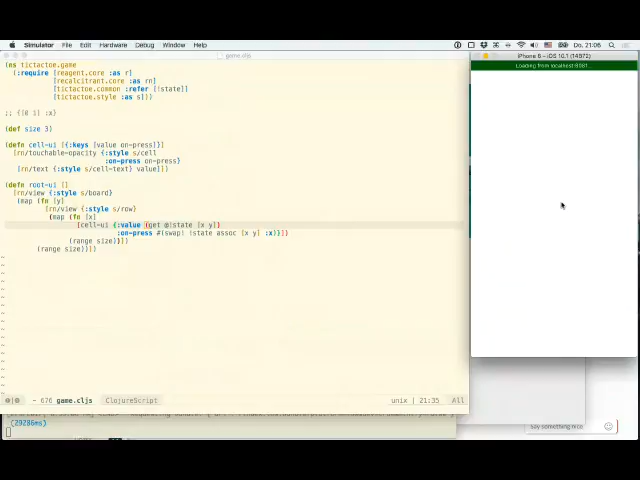 Simulator File Edit Hardware Debug Window Help
Do. 21:06
game.cljs
iPhone 6 – iOS 10.1 (14B72)
Loading from localhost:8081...
(ns tictactoe.game
(:require [reagent.core :as r]
[recalcitrant.core :as rn]
[tictactoe.common :refer [!state]]
[tictactoe.style :as s]))
;; {[0 1] :x}
(def size 3)
(defn cell-ui [{:keys [value on-press]}]
[rn/touchable-opacity {:style s/cell
:on-press on-press}
[rn/text {:style s/cell-text} value]])
(defn root-ui []
[rn/view {:style s/board}
(map (fn [y]
[rn/view {:style s/row}
(map (fn [x]
[cell-ui {:value (get @!state [x y])
:on-press #(swap! !state assoc [x y] :x)}])
(range size))])
(range size))])
- 676 game.cljs ClojureScript unix | 21:35 All
(29286ms)
Say something nice